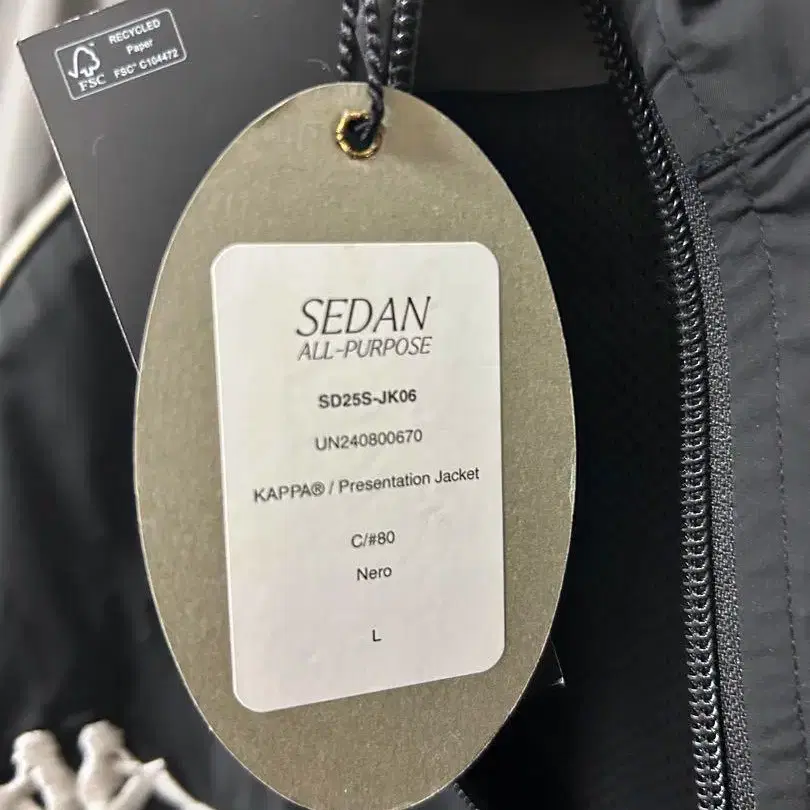 RECYCLED
Paper
FSC® C104472
FSC
SEDAN
ALL-PURPOSE
SD25S-JK06
UN240800670
KAPPA® / Presentation Jacket
C/#80
Nero
L